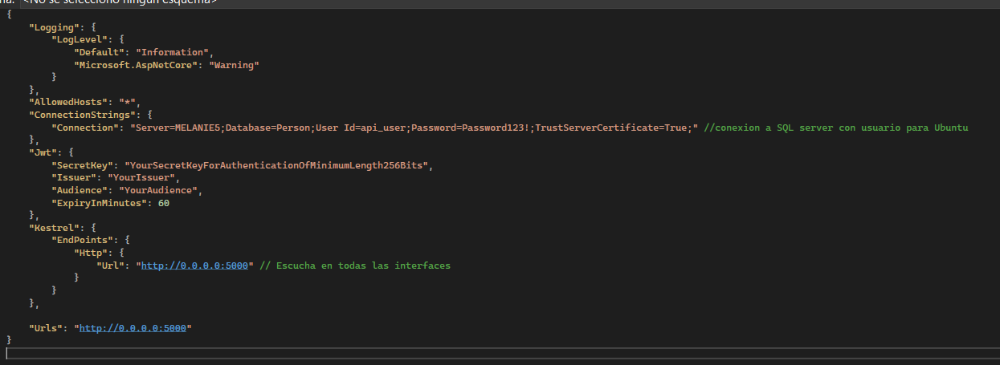 na: <No se seleccionó ningún esquema>
{
    "Logging": {
        "LogLevel": {
            "Default": "Information",
            "Microsoft.AspNetCore": "Warning"
        }
    },
    "AllowedHosts": "*",
    "ConnectionStrings": {
        "Connection": "Server=MELANIE5;Database=Person;User Id=api_user;Password=Password123!;TrustServerCertificate=True;" //conexion a SQL server con usuario para Ubuntu
    },
    "Jwt": {
        "SecretKey": "YourSecretKeyForAuthenticationOfMinimumLength256Bits",
        "Issuer": "YourIssuer",
        "Audience": "YourAudience",
        "ExpiryInMinutes": 60
    },
    "Kestrel": {
        "EndPoints": {
            "Http": {
                "Url": "http://0.0.0.0:5000" // Escucha en todas las interfaces
            }
        }
    },
    "Urls": "http://0.0.0.0:5000"
}